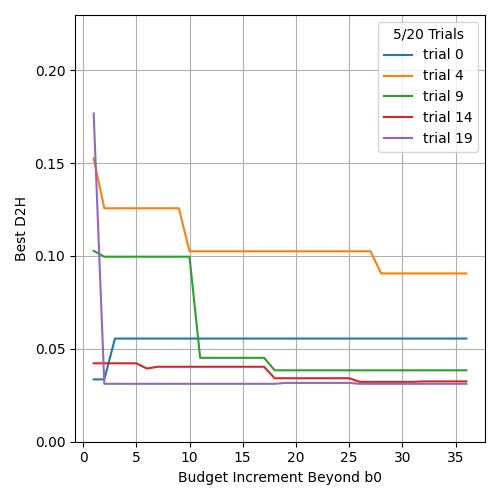 5/20 Trials
trial 0
trial 4
trial 9
trial 14
trial 19
0.20
0.15
0.10
0.05
0.00
Best D2H
0 5 10 15 20 25 30 35
Budget Increment Beyond b0